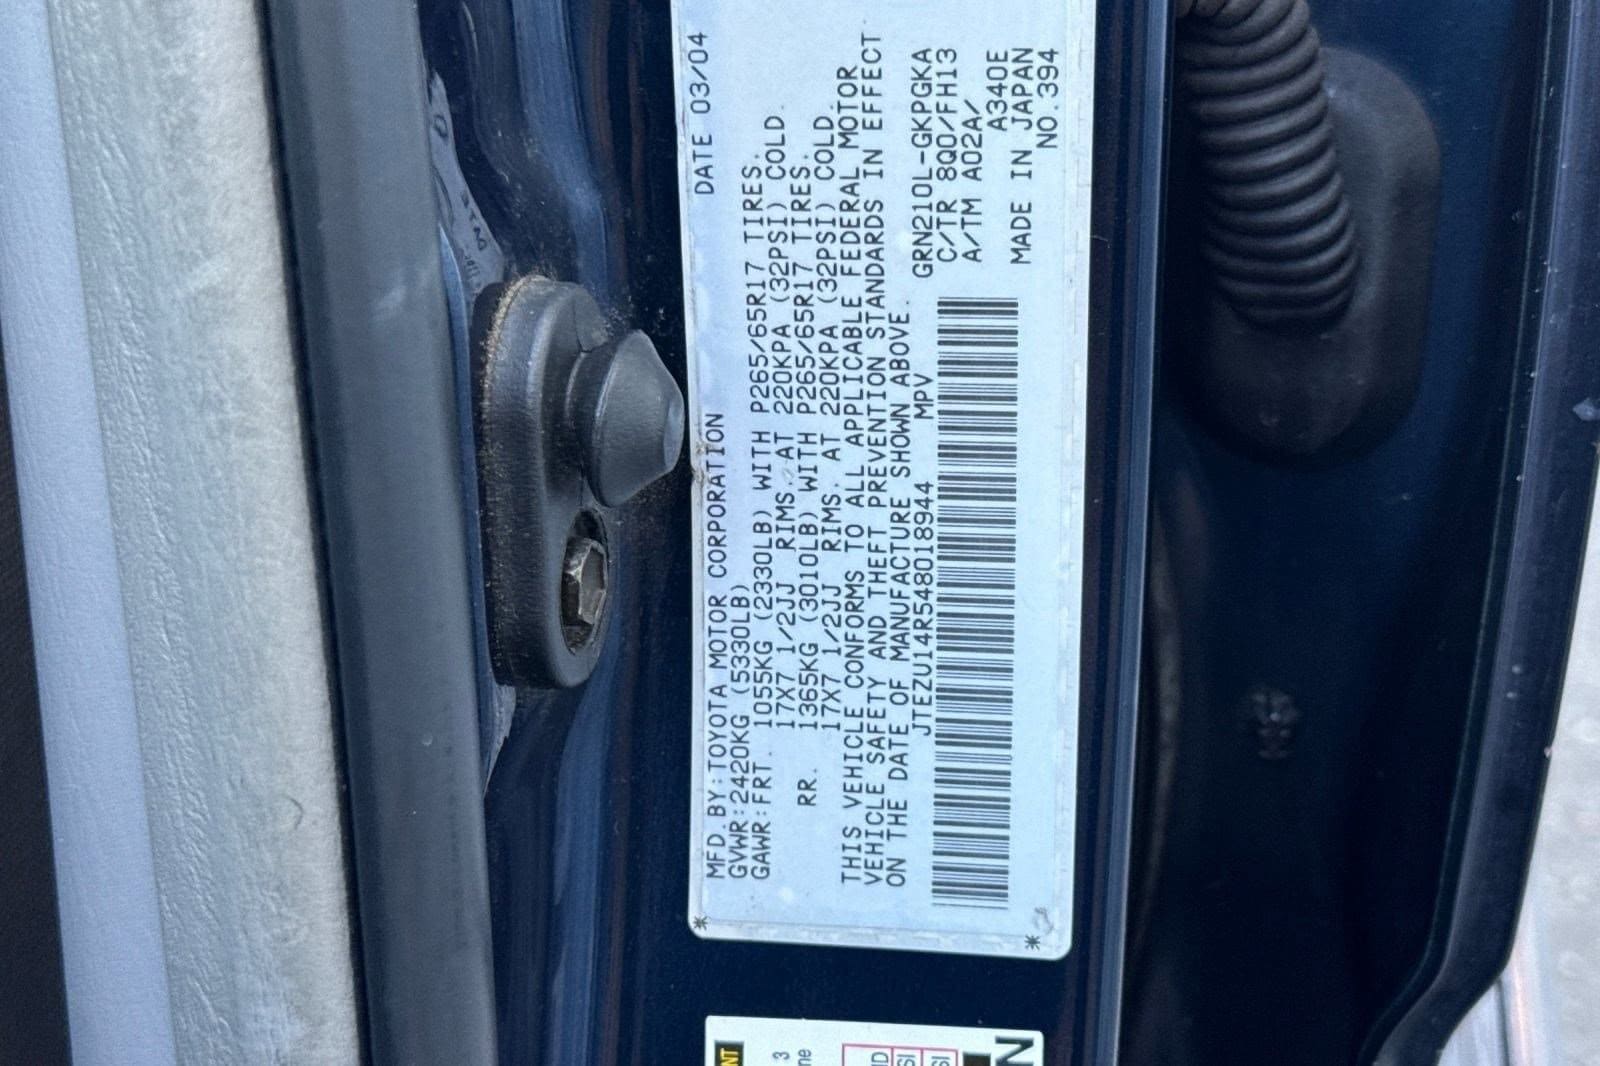 MFD.BY:TOYOTA MOTOR CORPORATION DATE 03/04
GVWR:2420KG(5330LB)
GAWR:FRT. 1055KG (2330LB) WITH P265/65R17 TIRES.
17X7 1/2JJ RIMS.AT 220KPA (32PSI) COLD.
RR. 1365KG (3010LB) WITH P265/65R17 TIRES.
17X7 1/2JJ RIMS.AT 220KPA (32PSI) COLD.
THIS VEHICLE CONFORMS TO ALL APPLICABLE FEDERAL MOTOR
VEHICLE SAFETY AND THEFT PREVENTION STANDARDS IN EFFECT
ON THE DATE OF MANUFACTURE SHOWN ABOVE.
JTEZU14R548018944 MPV
GRN210L-GKPGKA
C/TR 8Q0/FH13
A/TM A02A/
A340E
MADE IN JAPAN
NO.394